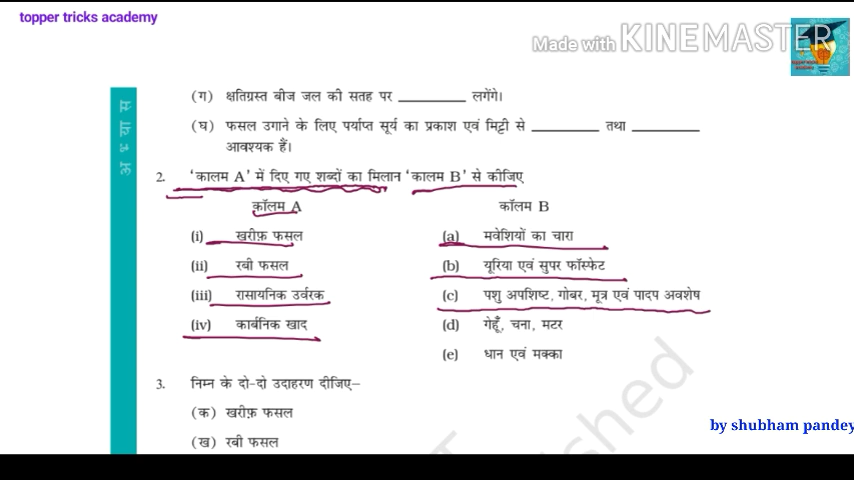 topper tricks academy
Made with KINEMASTER
(ग) क्षतिग्रस्त बीज जल की सतह पर __________ लगेंगे।
(घ) फसल उगाने के लिए पर्याप्त सूर्य का प्रकाश एवं मिट्टी से __________ तथा __________
आवश्यक हैं।
अभ्यास
2. 'कालम A' में दिए गए शब्दों का मिलान 'कालम B' से कीजिए
कॉलम A कॉलम B
(i) खरीफ़ फसल (a) मवेशियों का चारा
(ii) रबी फसल (b) यूरिया एवं सुपर फॉस्फेट
(iii) रासायनिक उर्वरक (c) पशु अपशिष्ट, गोबर, मूत्र एवं पादप अवशेष
(iv) कार्बनिक खाद (d) गेहूँ, चना, मटर
(e) धान एवं मक्का
3. निम्न के दो-दो उदाहरण दीजिए–
(क) खरीफ़ फसल
(ख) रबी फसल
by shubham pandey